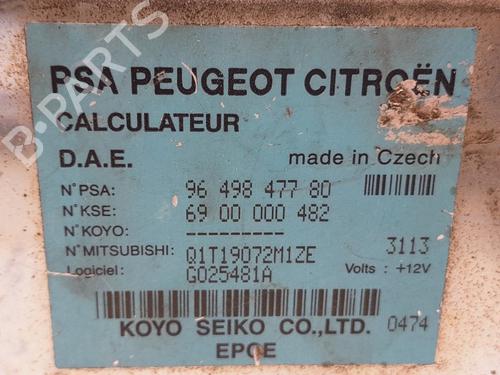 B-PARTS
PSA PEUGEOT CITROËN
CALCULATEUR
D.A.E. made in Czech
N°PSA: 96 498 477 80
N°KSE: 69 00 000 482
N°KOYO: ----------
N°MITSUBISHI: Q1T19072M1ZE 3113
Logiciel: G025481A Volts : +12V
KOYO SEIKO CO.,LTD. 0474
EPCE